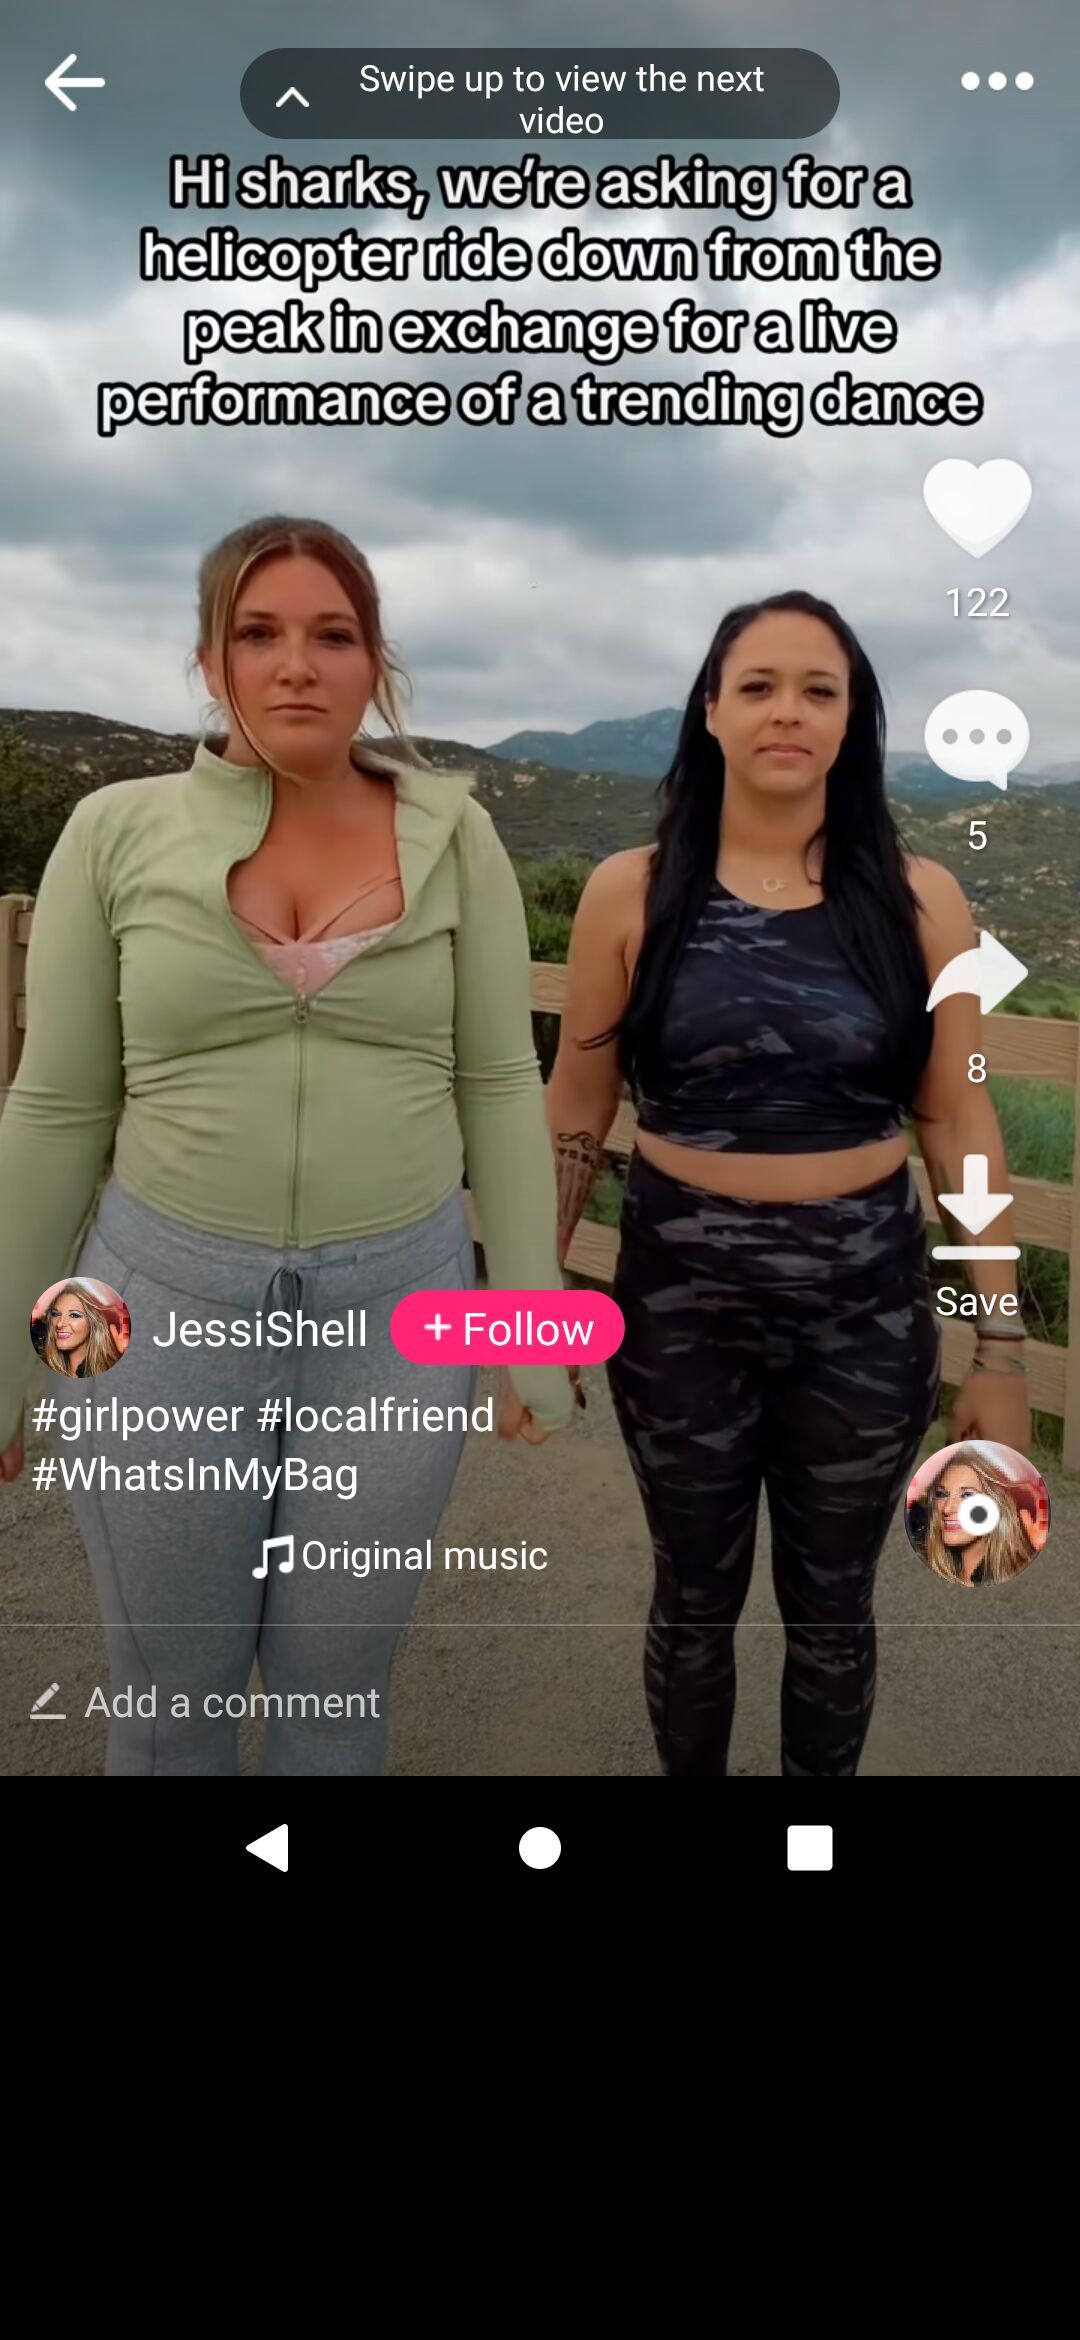 Swipe up to view the next
video
Hi sharks, we're asking for a
helicopter ride down from the
peak in exchange for a live
performance of a trending dance
122
5
8
Save
JessiShell
+ Follow
#girlpower #localfriend
#WhatsInMyBag
Original music
Add a comment